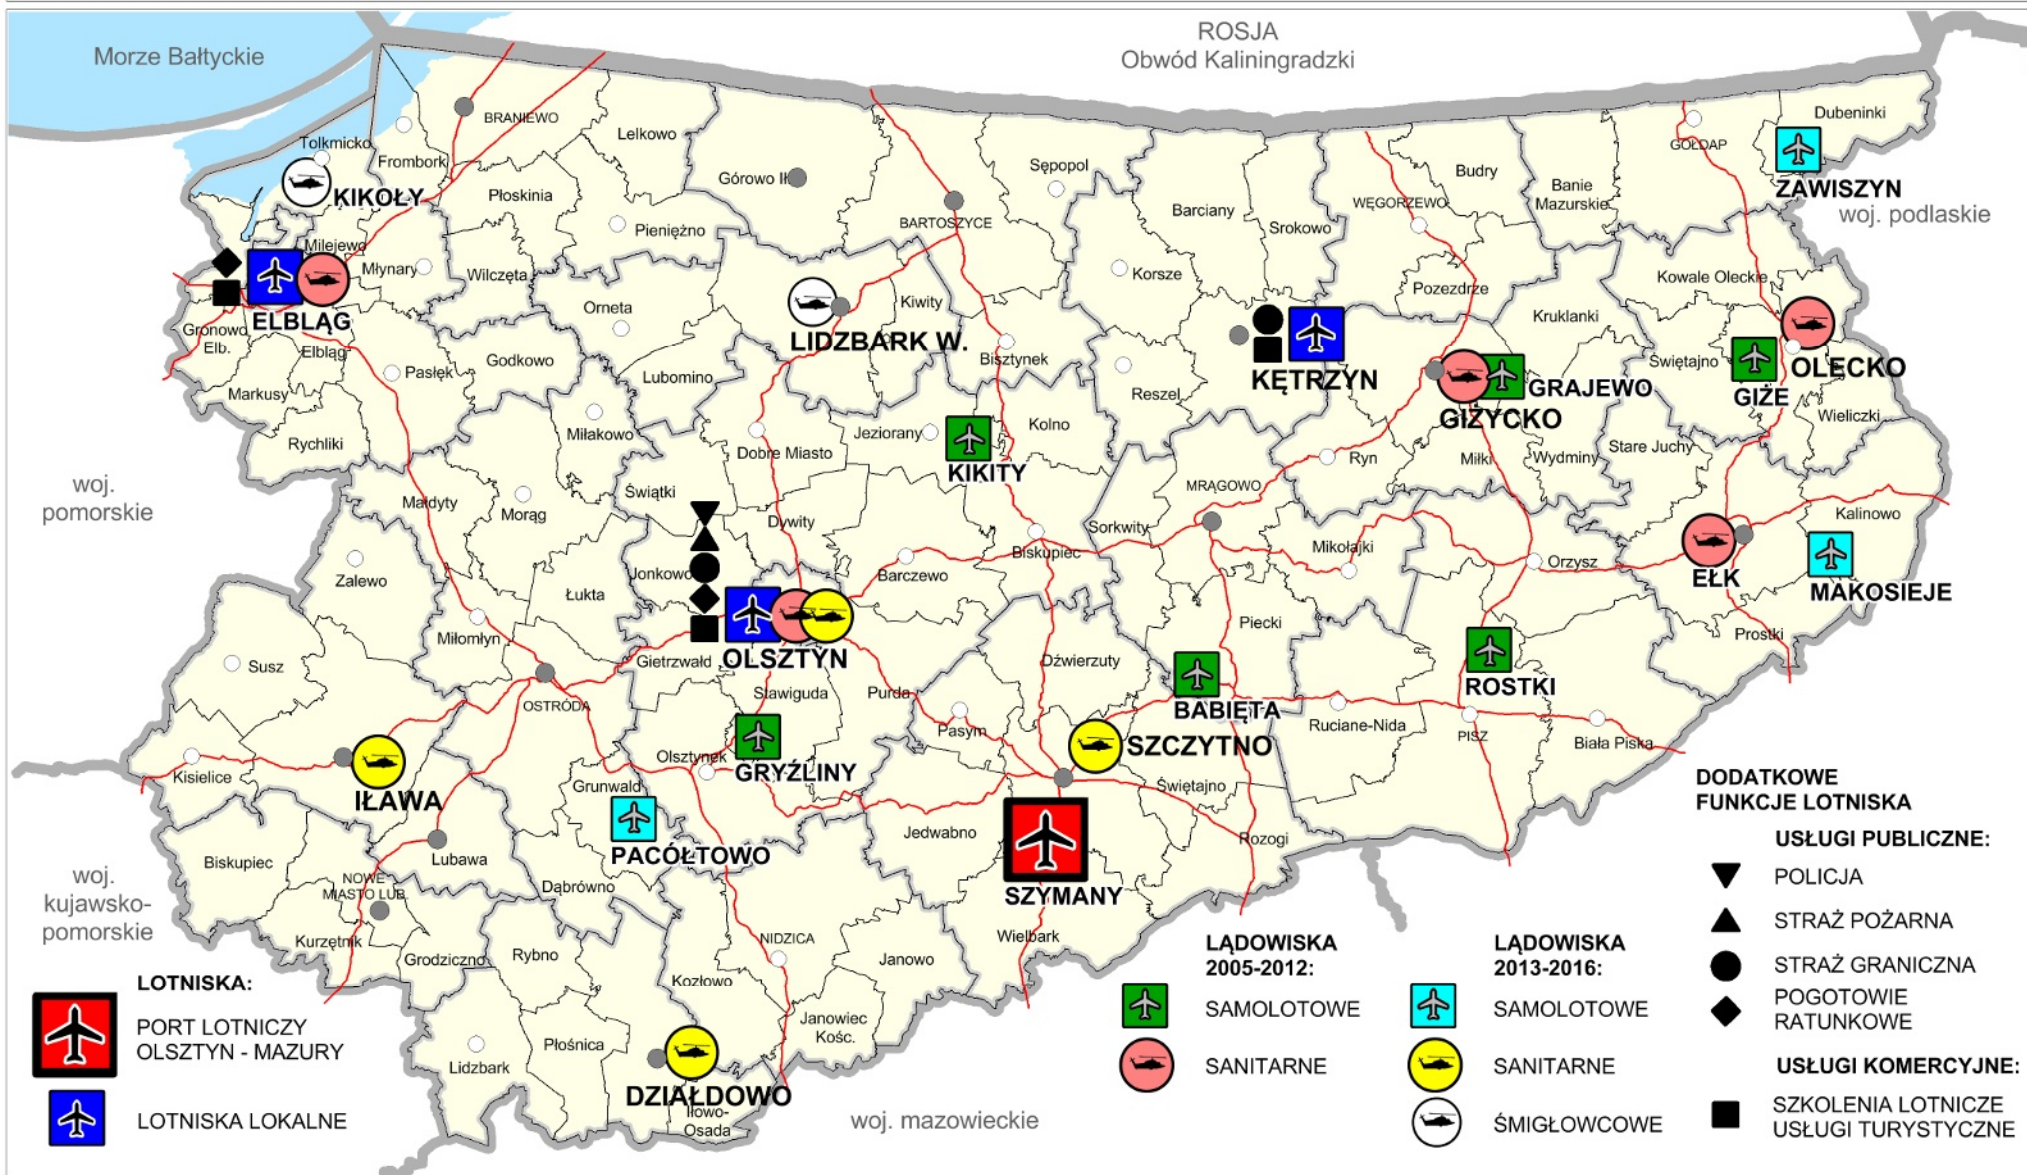 ROSJA
Obwód Kaliningradzki
Morze Bałtyckie
Dubeninki
BRANIEWO
Lelkowo
Tolkmicko
Frombork
GOŁDAP
Sępopol
Górowo Ił.
Budry
Banie
Mazurskie
ZAWISZYN
woj. podlaskie
KIKOŁY
Płoskinia
Pieniężno
BARTOSZYCE
Barciany
Srokowo
WĘGORZEWO
Milejewo
Młynary
Wilczęta
Orneta
Kiwity
Korsze
Pozezdrze
Kowale Oleckie
Kruklanki
ELBLĄG
Gronowo
Elb.
Elbląg
LIDZBARK W.
Bisztynek
KĘTRZYN
Świętajno
OLECKO
GIŻE
Pasłęk
Godkowo
Lubomino
Markusy
Reszel
GRAJEWO
GIŻYCKO
Wieliczki
Rychliki
Miłakowo
Dobre Miasto
Jeziorany
Kolno
KIKITY
Ryn
Miłki
Wydminy
Stare Juchy
woj.
pomorskie
Małdyty
Morąg
Świątki
Dywity
MRĄGOWO
Sorkwity
Kalinowo
Zalewo
Łukta
Jonkowo
Barczewo
Biskupiec
Mikołajki
Orzysz
EŁK
MAKOSIEJE
Miłomłyn
Piecki
Prostki
Susz
Gietrzwałd
OLSZTYN
Stawiguda
Purda
Dźwierzuty
ROSTKI
OSTRÓDA
BABIĘTA
Ruciane-Nida
PISZ
Biała Piska
Kisielice
Olsztynek
Pasym
SZCZYTNO
GRYŹLINY
IŁAWA
Grunwald
Świętajno
PACÓŁTOWO
Jedwabno
Rozogi
Biskupiec
Lubawa
NOWE
MIASTO LUB.
Dąbrówno
SZYMANY
woj.
kujawsko-
pomorskie
Kurzętnik
Grodziczno
Rybno
NIDZICA
Kozłowo
Janowo
Wielbark
Janowiec
Kośc.
Lidzbark
Płośnica
DZIAŁDOWO
Iłowo-
Osada
woj. mazowieckie
LOTNISKA:
PORT LOTNICZY
OLSZTYN - MAZURY
LOTNISKA LOKALNE
LĄDOWISKA
2005-2012:
SAMOLOTOWE
SANITARNE
LĄDOWISKA
2013-2016:
SAMOLOTOWE
SANITARNE
ŚMIGŁOWCOWE
DODATKOWE
FUNKCJE LOTNISKA
USŁUGI PUBLICZNE:
POLICJA
STRAŻ POŻARNA
STRAŻ GRANICZNA
POGOTOWIE
RATUNKOWE
USŁUGI KOMERCYJNE:
SZKOLENIA LOTNICZE
USŁUGI TURYSTYCZNE